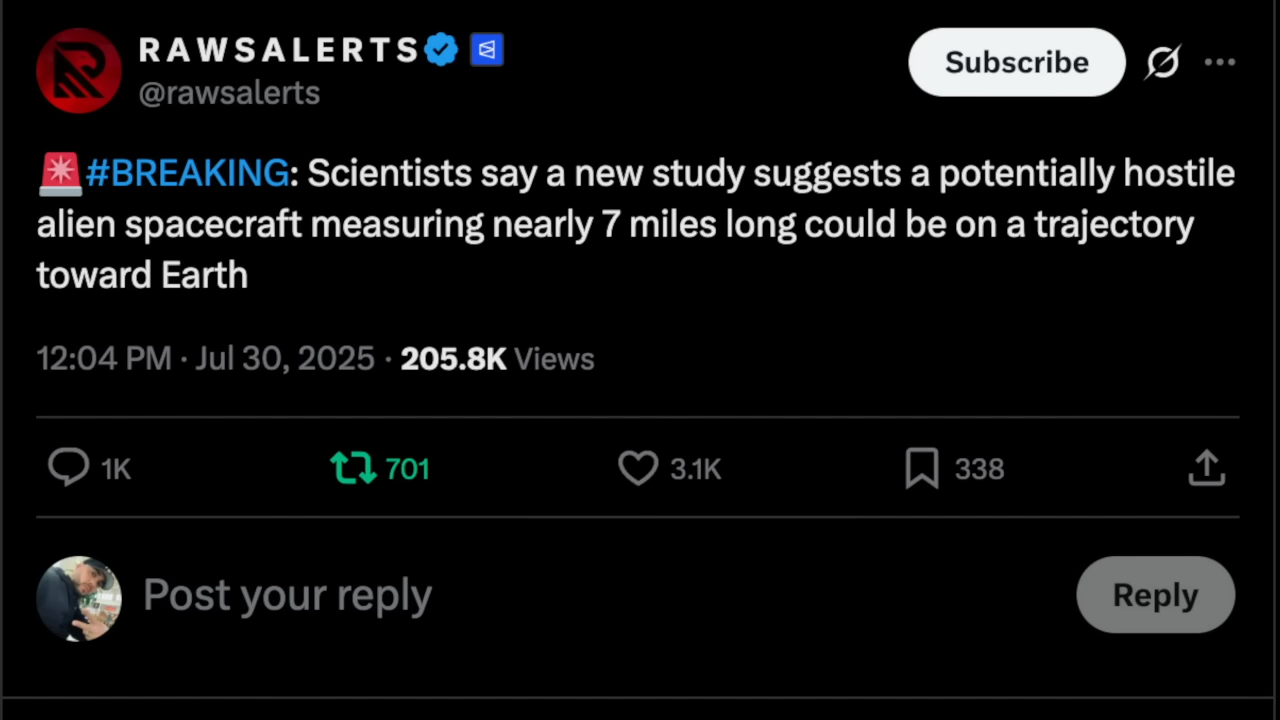 RAWSALERTS
Subscribe
@rawsalerts
🚨#BREAKING: Scientists say a new study suggests a potentially hostile
alien spacecraft measuring nearly 7 miles long could be on a trajectory
toward Earth
12:04 PM · Jul 30, 2025 · 205.8K Views
1K 701 3.1K 338
Post your reply
Reply